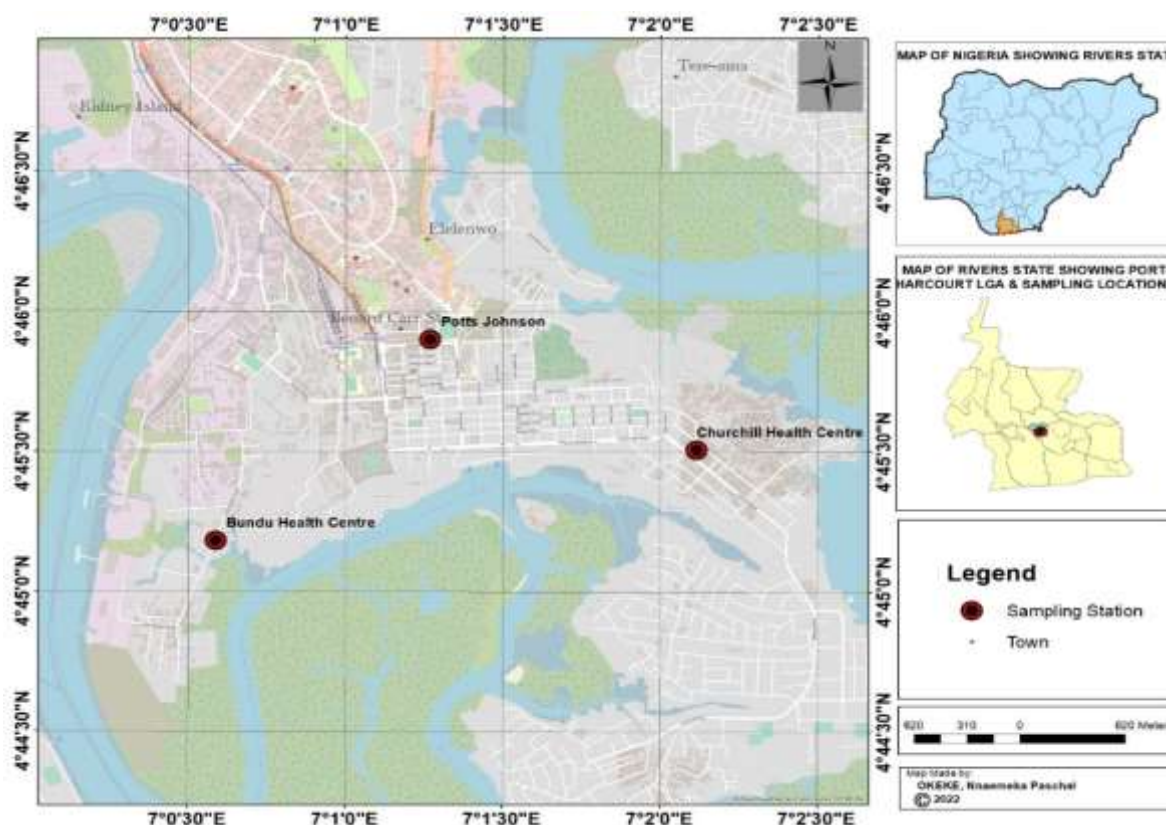 7°0'30"E 7°1'0"E 7°1'30"E 7°2'0"E 7°2'30"E
N
Tere-ama
Kidney Island
4°46'30"N 4°46'30"N
Elelenwo
4°46'0"N 4°46'0"N
Potts Johnson
Churchill Health Centre
4°45'30"N 4°45'30"N
Bundu Health Centre
4°45'0"N 4°45'0"N
4°44'30"N 4°44'30"N
7°0'30"E 7°1'0"E 7°1'30"E 7°2'0"E 7°2'30"E
MAP OF NIGERIA SHOWING RIVERS STAT
MAP OF RIVERS STATE SHOWING PORT
HARCOURT LGA & SAMPLING LOCATION
Legend
Sampling Station
Town
620 310 0 620 Meter
Map Made by:
OKEKE, Nnaemeka Paschal
© 2022